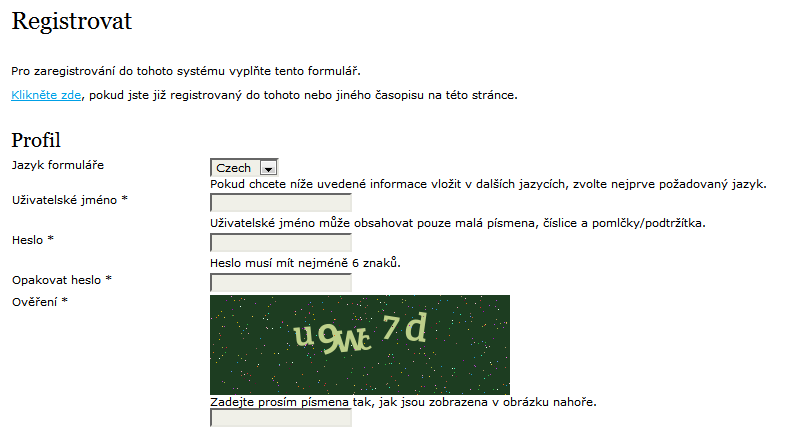 Registrovat
Pro zaregistrování do tohoto systému vyplňte tento formulář.
Klikněte zde, pokud jste již registrovaný do tohoto nebo jiného časopisu na této stránce.
Profil
Jazyk formuláře
Czech
Pokud chcete níže uvedené informace vložit v dalších jazycích, zvolte nejprve požadovaný jazyk.
Uživatelské jméno *
Uživatelské jméno může obsahovat pouze malá písmena, číslice a pomlčky/podtržítka.
Heslo *
Heslo musí mít nejméně 6 znaků.
Opakovat heslo *
Ověření *
u9wc7d
Zadejte prosím písmena tak, jak jsou zobrazena v obrázku nahoře.